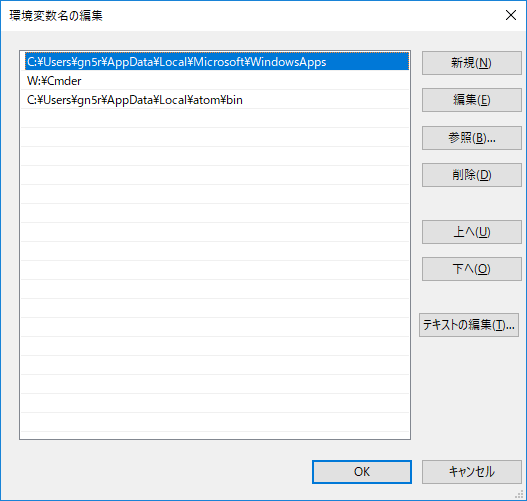 環境変数名の編集
C:¥Users¥gn5r¥AppData¥Local¥Microsoft¥WindowsApps
W:¥Cmder
C:¥Users¥gn5r¥AppData¥Local¥atom¥bin
新規(N)
編集(E)
参照(B)...
削除(D)
上へ(U)
下へ(O)
テキストの編集(T)...
OK
キャンセル